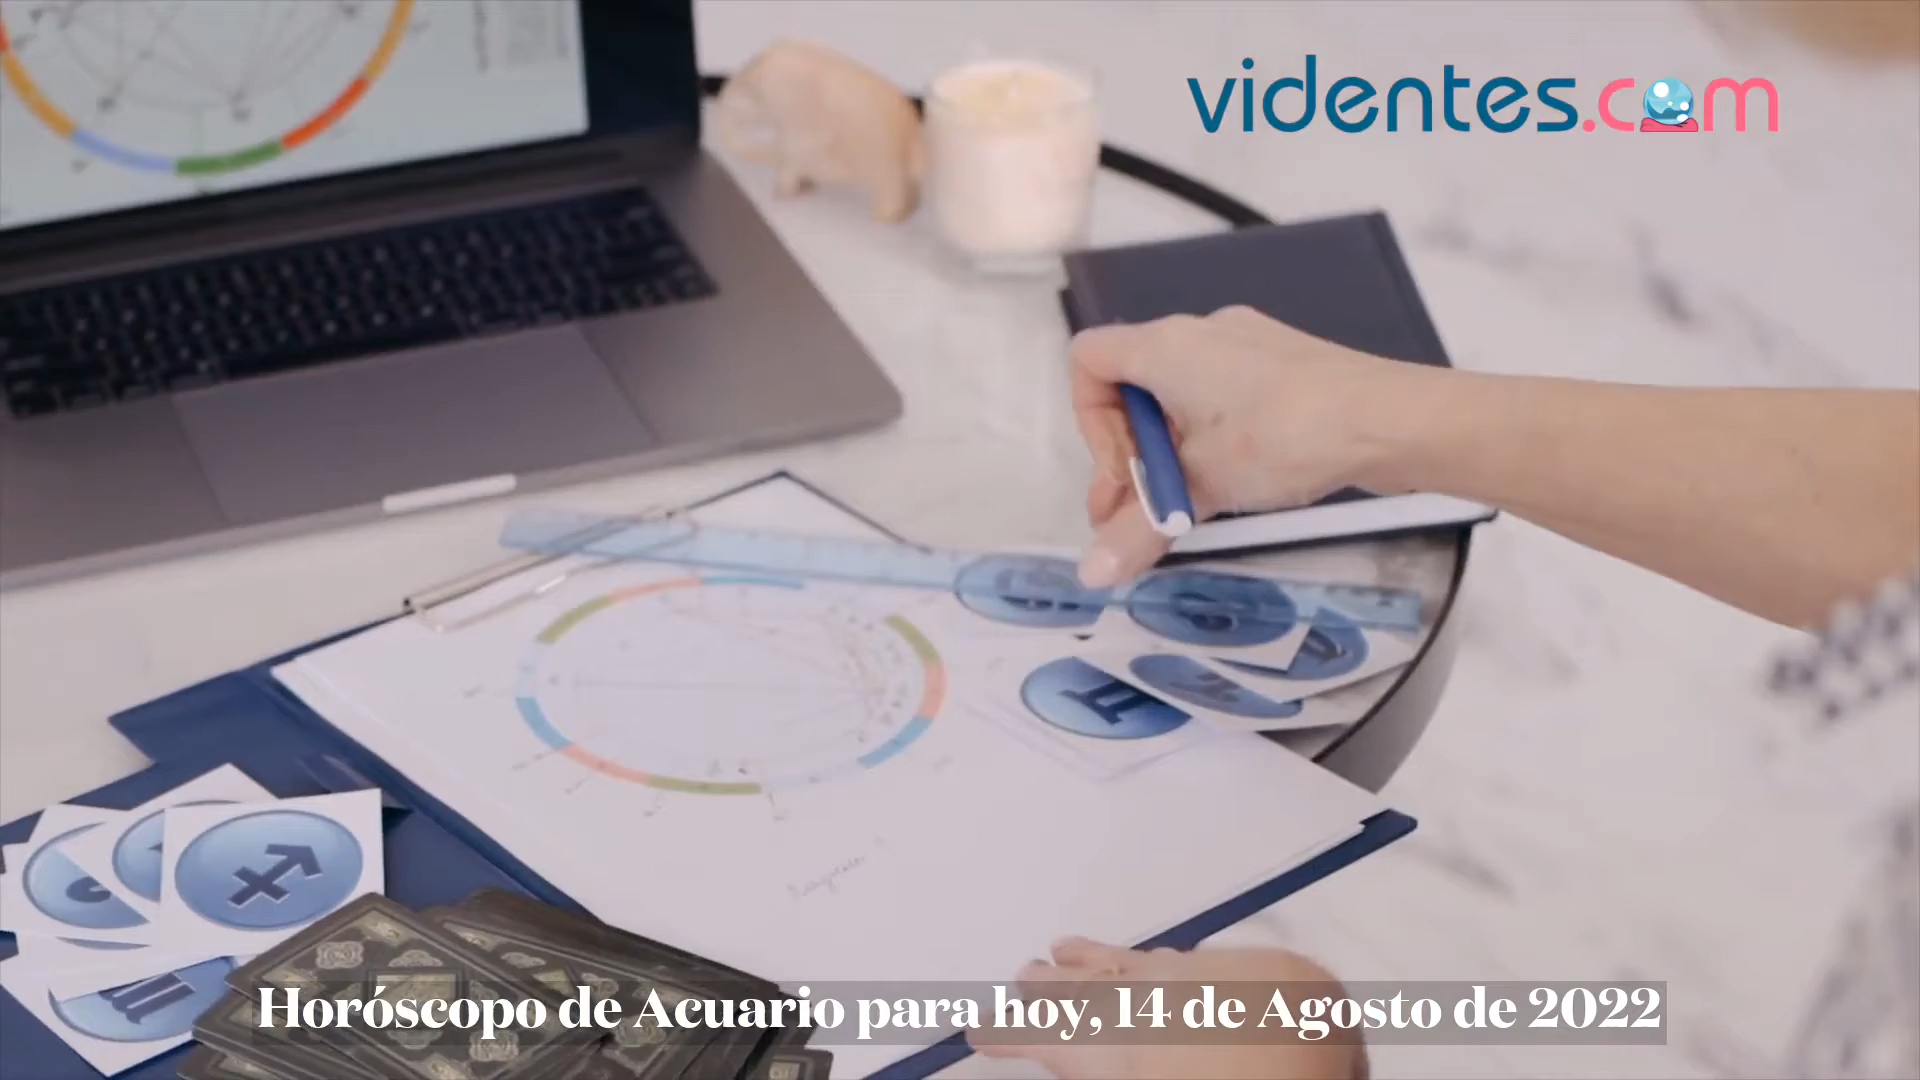 videntes.com
Horóscopo de Acuario para hoy, 14 de Agosto de 2022